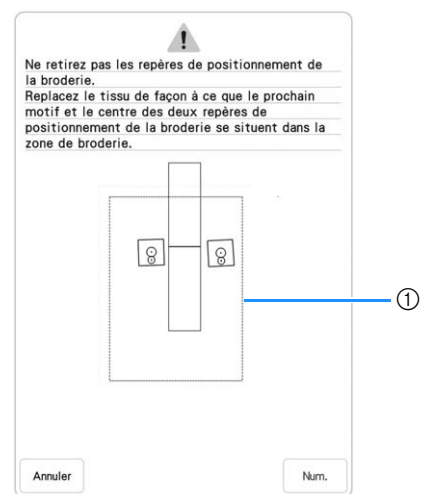 Ne retirez pas les repères de positionnement de
la broderie.
Replacez le tissu de façon à ce que le prochain
motif et le centre des deux repères de
positionnement de la broderie se situent dans la
zone de broderie.
①
Annuler
Num.